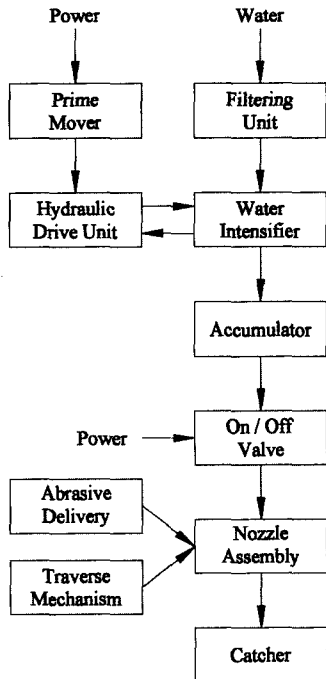 Power
Water
Prime
Mover
Filtering
Unit
Hydraulic
Drive Unit
Water
Intensifier
Accumulator
Power
On / Off
Valve
Abrasive
Delivery
Nozzle
Assembly
Traverse
Mechanism
Catcher